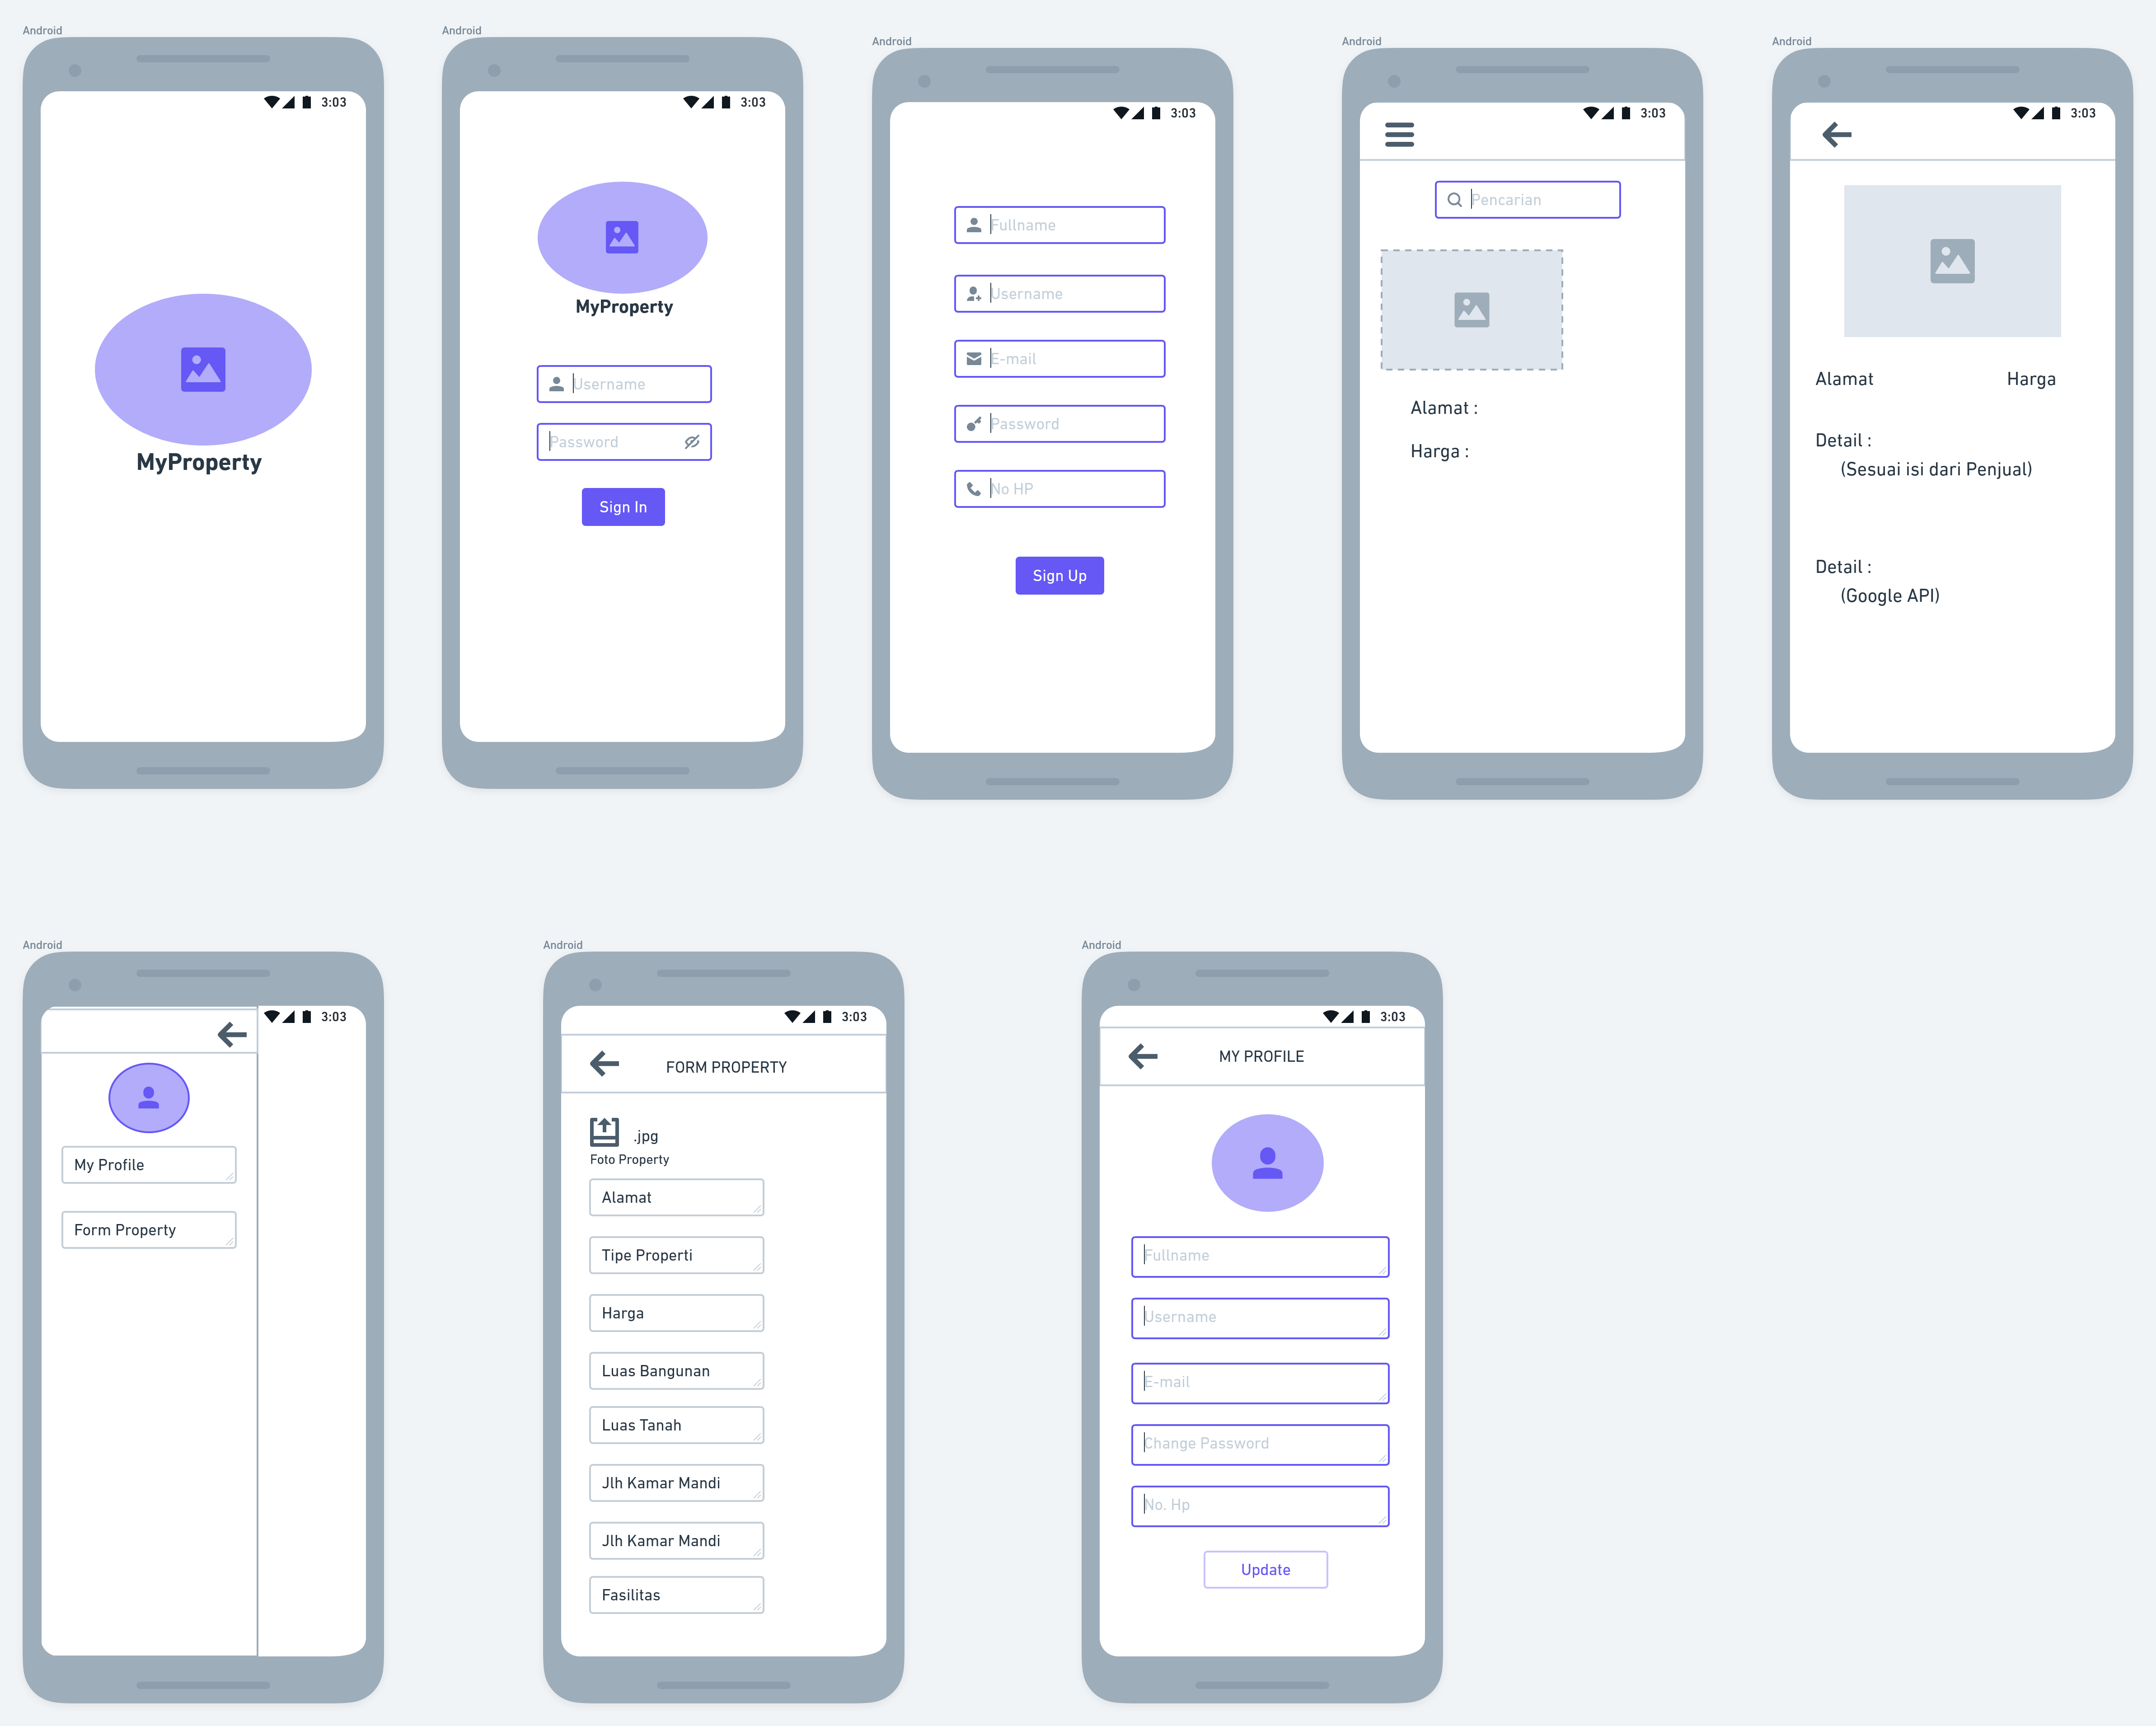 Android
3:03
MyProperty
Android
3:03
MyProperty
Username
Password
Sign In
Android
3:03
Fullname
Username
E-mail
Password
No HP
Sign Up
Android
3:03
Pencarian
Alamat :
Harga :
Android
3:03
Alamat Harga
Detail :
(Sesuai isi dari Penjual)
Detail :
(Google API)
Android
3:03
My Profile
Form Property
Android
3:03
FORM PROPERTY
.jpg
Foto Property
Alamat
Tipe Properti
Harga
Luas Bangunan
Luas Tanah
Jlh Kamar Mandi
Jlh Kamar Mandi
Fasilitas
Android
3:03
MY PROFILE
Fullname
Username
E-mail
Change Password
No. Hp
Update